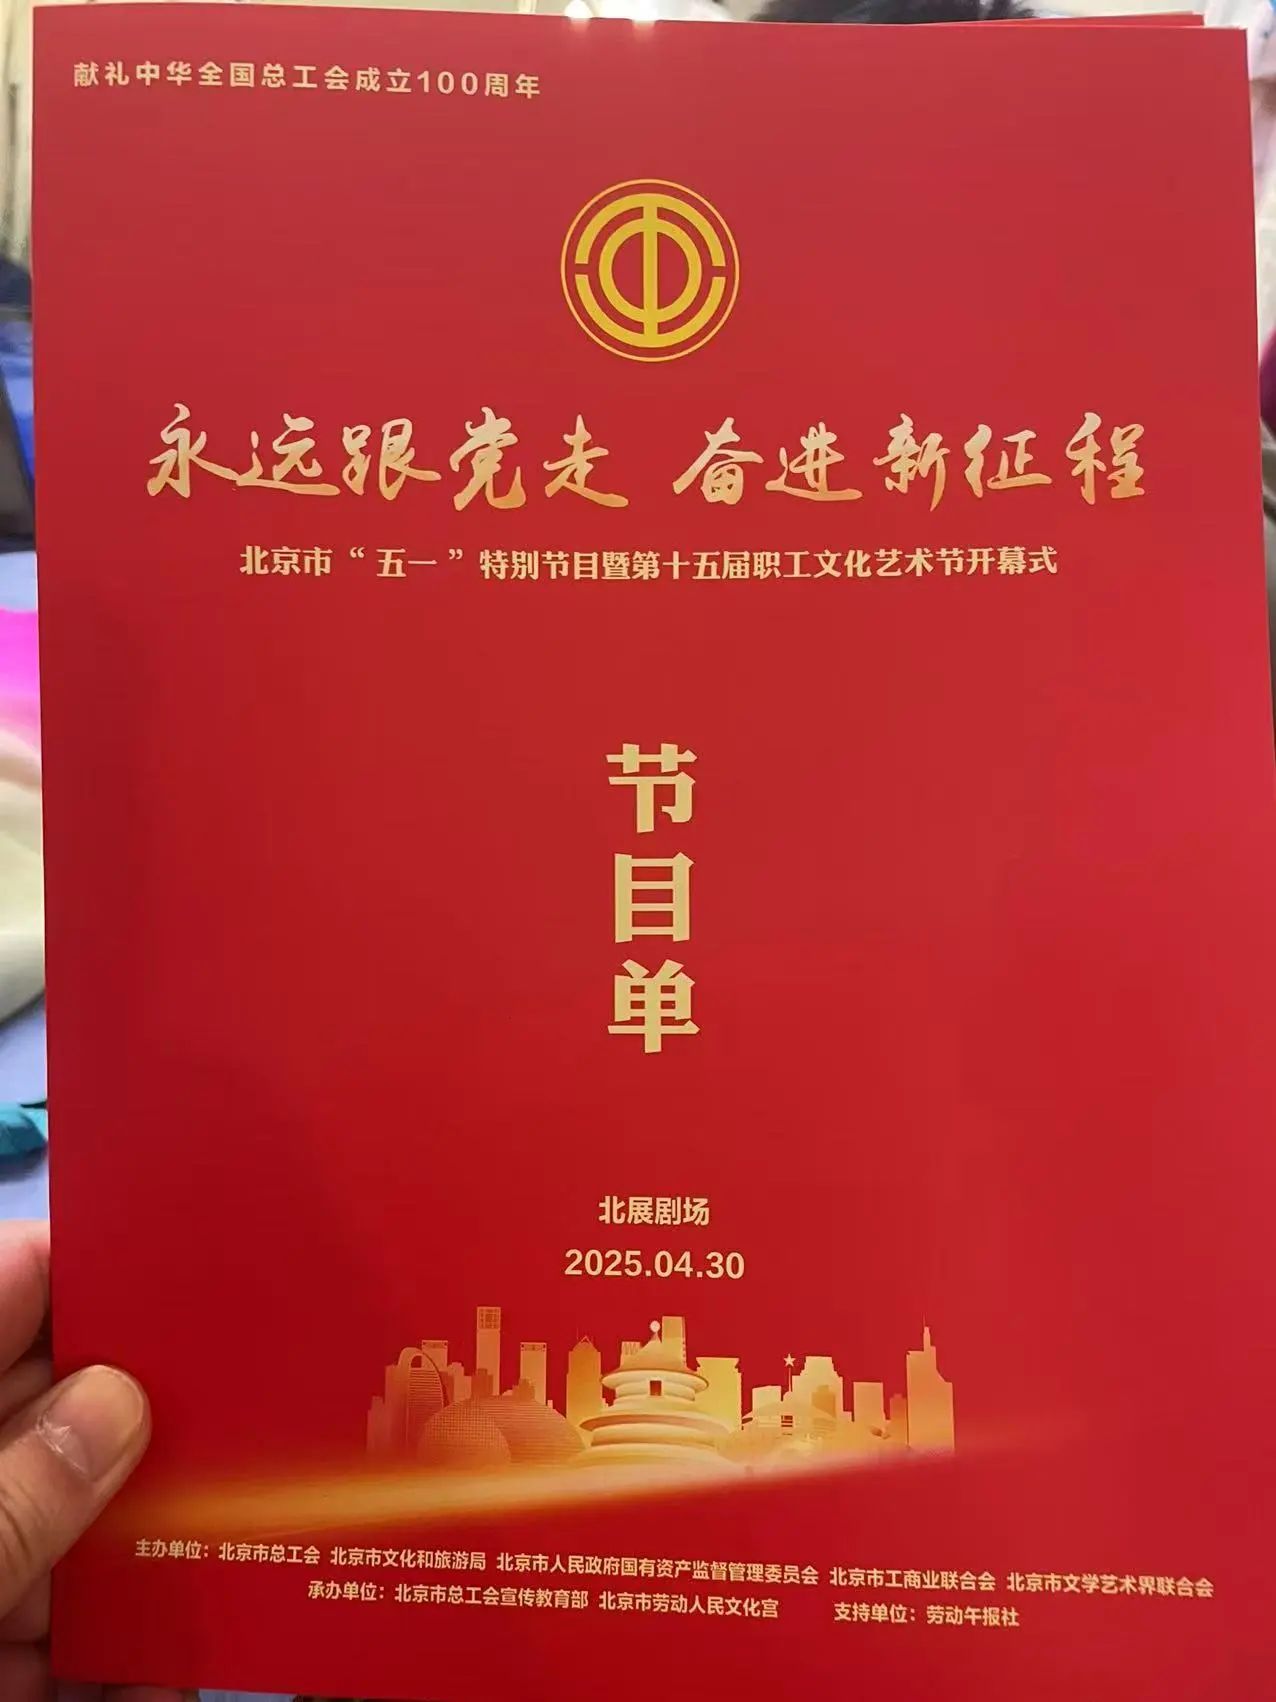 献礼中华全国总工会成立100周年
永远跟党走 奋进新征程
北京市“五一”特别节目暨第十五届职工文化艺术节开幕式
节
目
单
北展剧场
2025.04.30
主办单位：北京市总工会 北京市文化和旅游局 北京市人民政府国有资产监督管理委员会 北京市工商业联合会 北京市文学艺术界联合会
承办单位：北京市总工会宣传教育部 北京市劳动人民文化宫 支持单位：劳动午报社